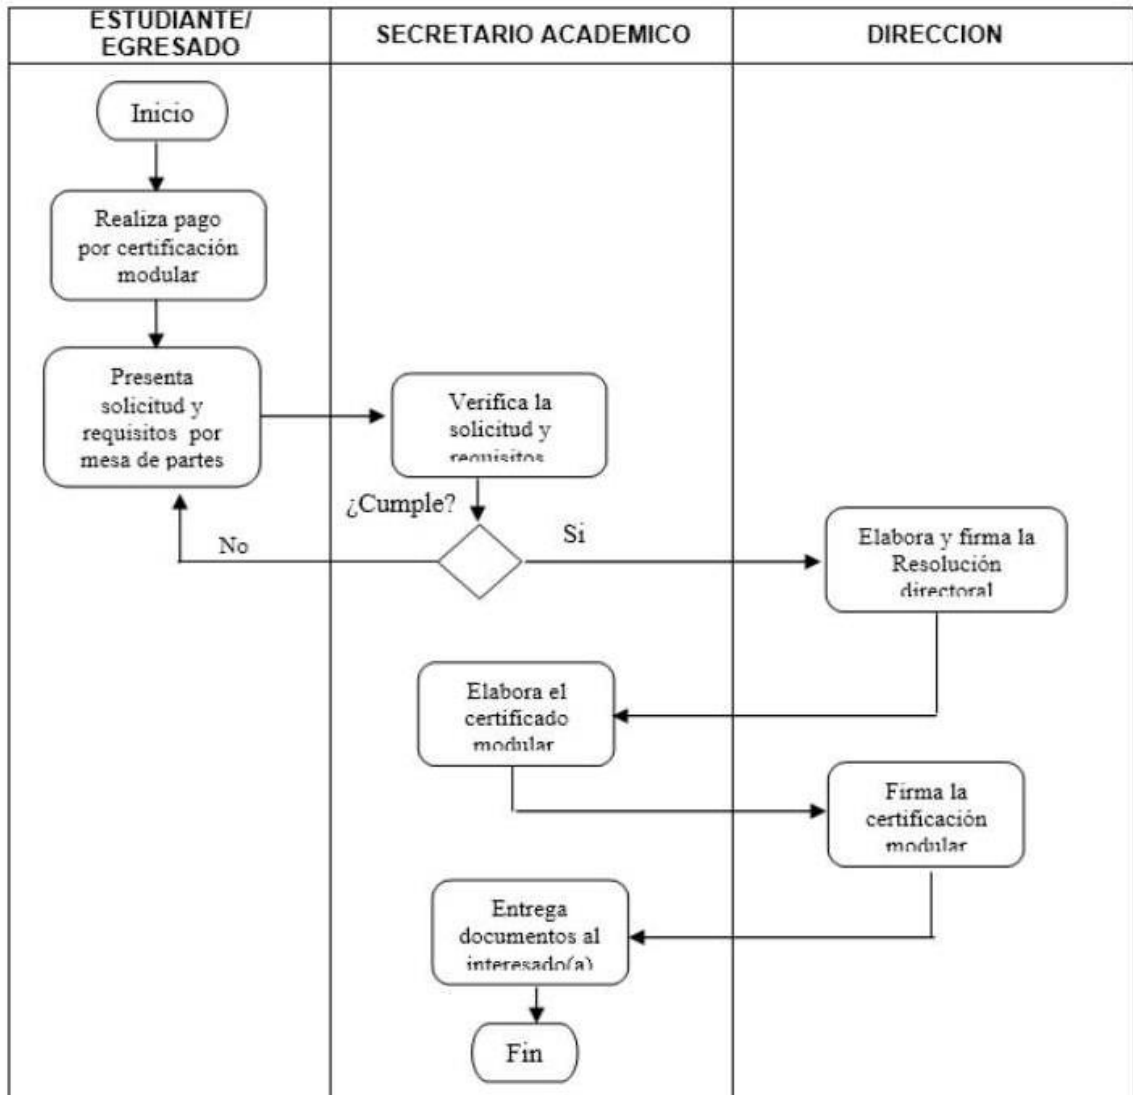 ESTUDIANTE/
EGRESADO
SECRETARIO ACADEMICO
DIRECCION
Inicio
Realiza pago
por certificación
modular
Presenta
solicitud y
requisitos por
mesa de partes
Verifica la
solicitud y
requisitos
¿Cumple?
No
Si
Elabora y firma la
Resolución
directoral
Elabora el
certificado
modular
Firma la
certificación
modular
Entrega
documentos al
interesado(a)
Fin